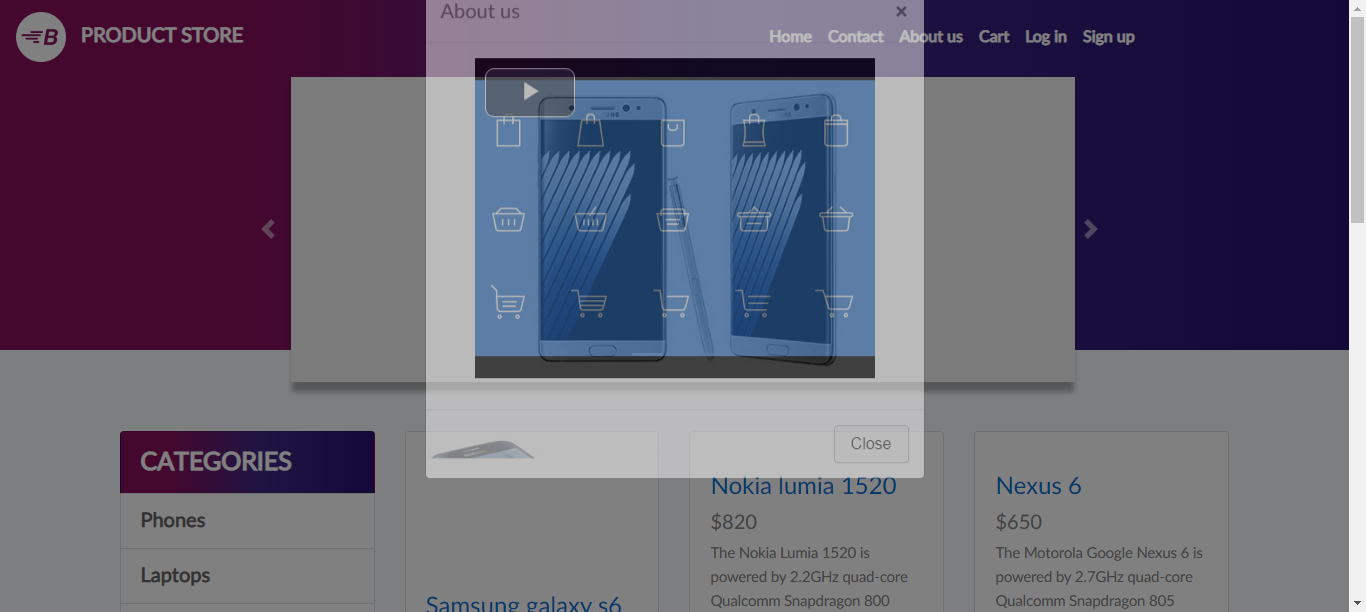 About us
×
B
PRODUCT STORE
Home Contact About us Cart Log in Sign up
Close
CATEGORIES
Phones
Laptops
Samsung galaxy s6
Nokia lumia 1520
$820
The Nokia Lumia 1520 is
powered by 2.2GHz quad-core
Qualcomm Snapdragon 800
Nexus 6
$650
The Motorola Google Nexus 6 is
powered by 2.7GHz quad-core
Qualcomm Snapdragon 805